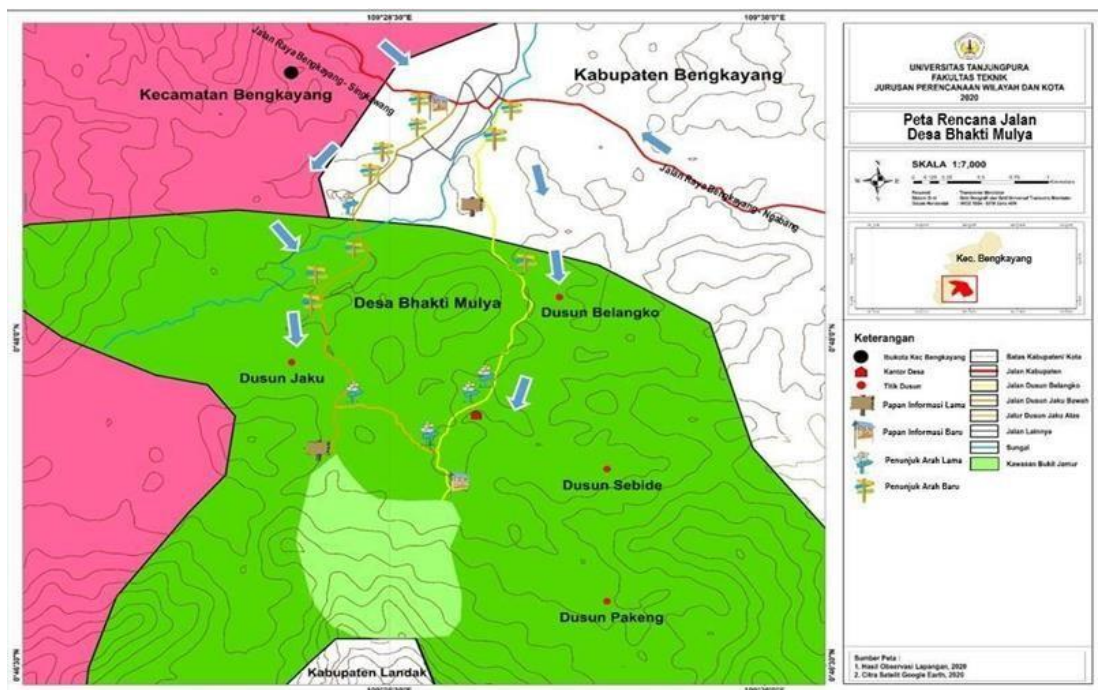 109°28'30"E
109°30'0"E
Jalan Raya Bengkayang- Singkawang
Kecamatan Bengkayang
Kabupaten Bengkayang
Jalan Raya Bengkayang- Ngabang
Desa Bhakti Mulya
Dusun Belangko
Dusun Jaku
Dusun Sebide
Dusun Pakeng
Kabupaten Landak
UNIVERSITAS TANJUNGPURA
FAKULTAS TEKNIK
JURUSAN PERENCANAAN WILAYAH DAN KOTA
2020
Peta Rencana Jalan
Desa Bhakti Mulya
SKALA 1:7,000
N
W
E
S
Kilometers
Kec. Bengkayang
Keterangan
Ibukota Kec Bengkayang
Kantor Desa
Titik Dusun
Papan Informasi Lama
Papan Informasi Baru
Penunjuk Arah Lama
Penunjuk Arah Baru
Batas Kabupaten/ Kota
Jalan Kabupaten
Jalan Dusun Belangko
Jalan Dusun Jaku Bawah
Jalur Dusun Jaku Atas
Jalan Lainnya
Sungai
Kawasan Bukit Jamur
Sumber Peta :
1. Hasil Observasi Lapangan, 2020
2. Citra Satelit Google Earth, 2020